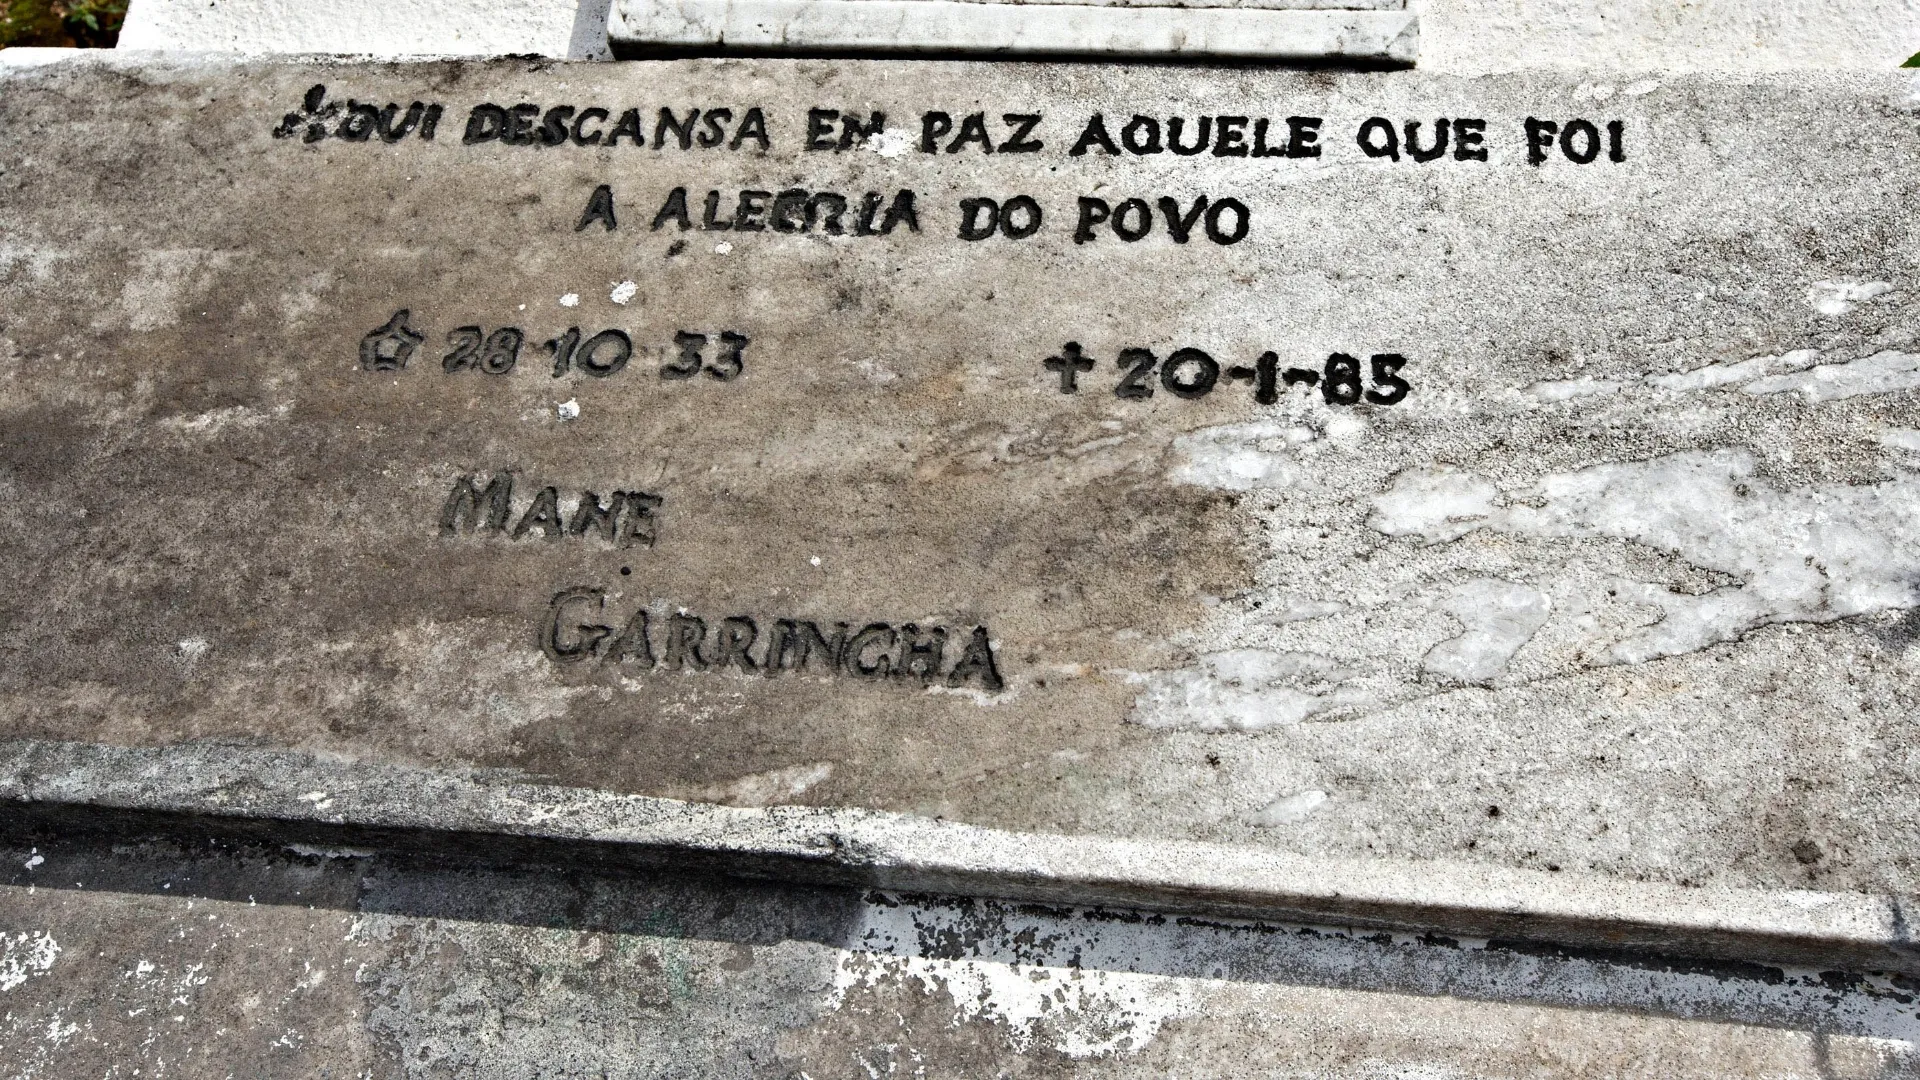 AQUI DESCANSA EM PAZ AQUELE QUE FOI
A ALEGRIA DO POVO
28 10 33 ✝ 20-1-85
MANE
GARRINCHA